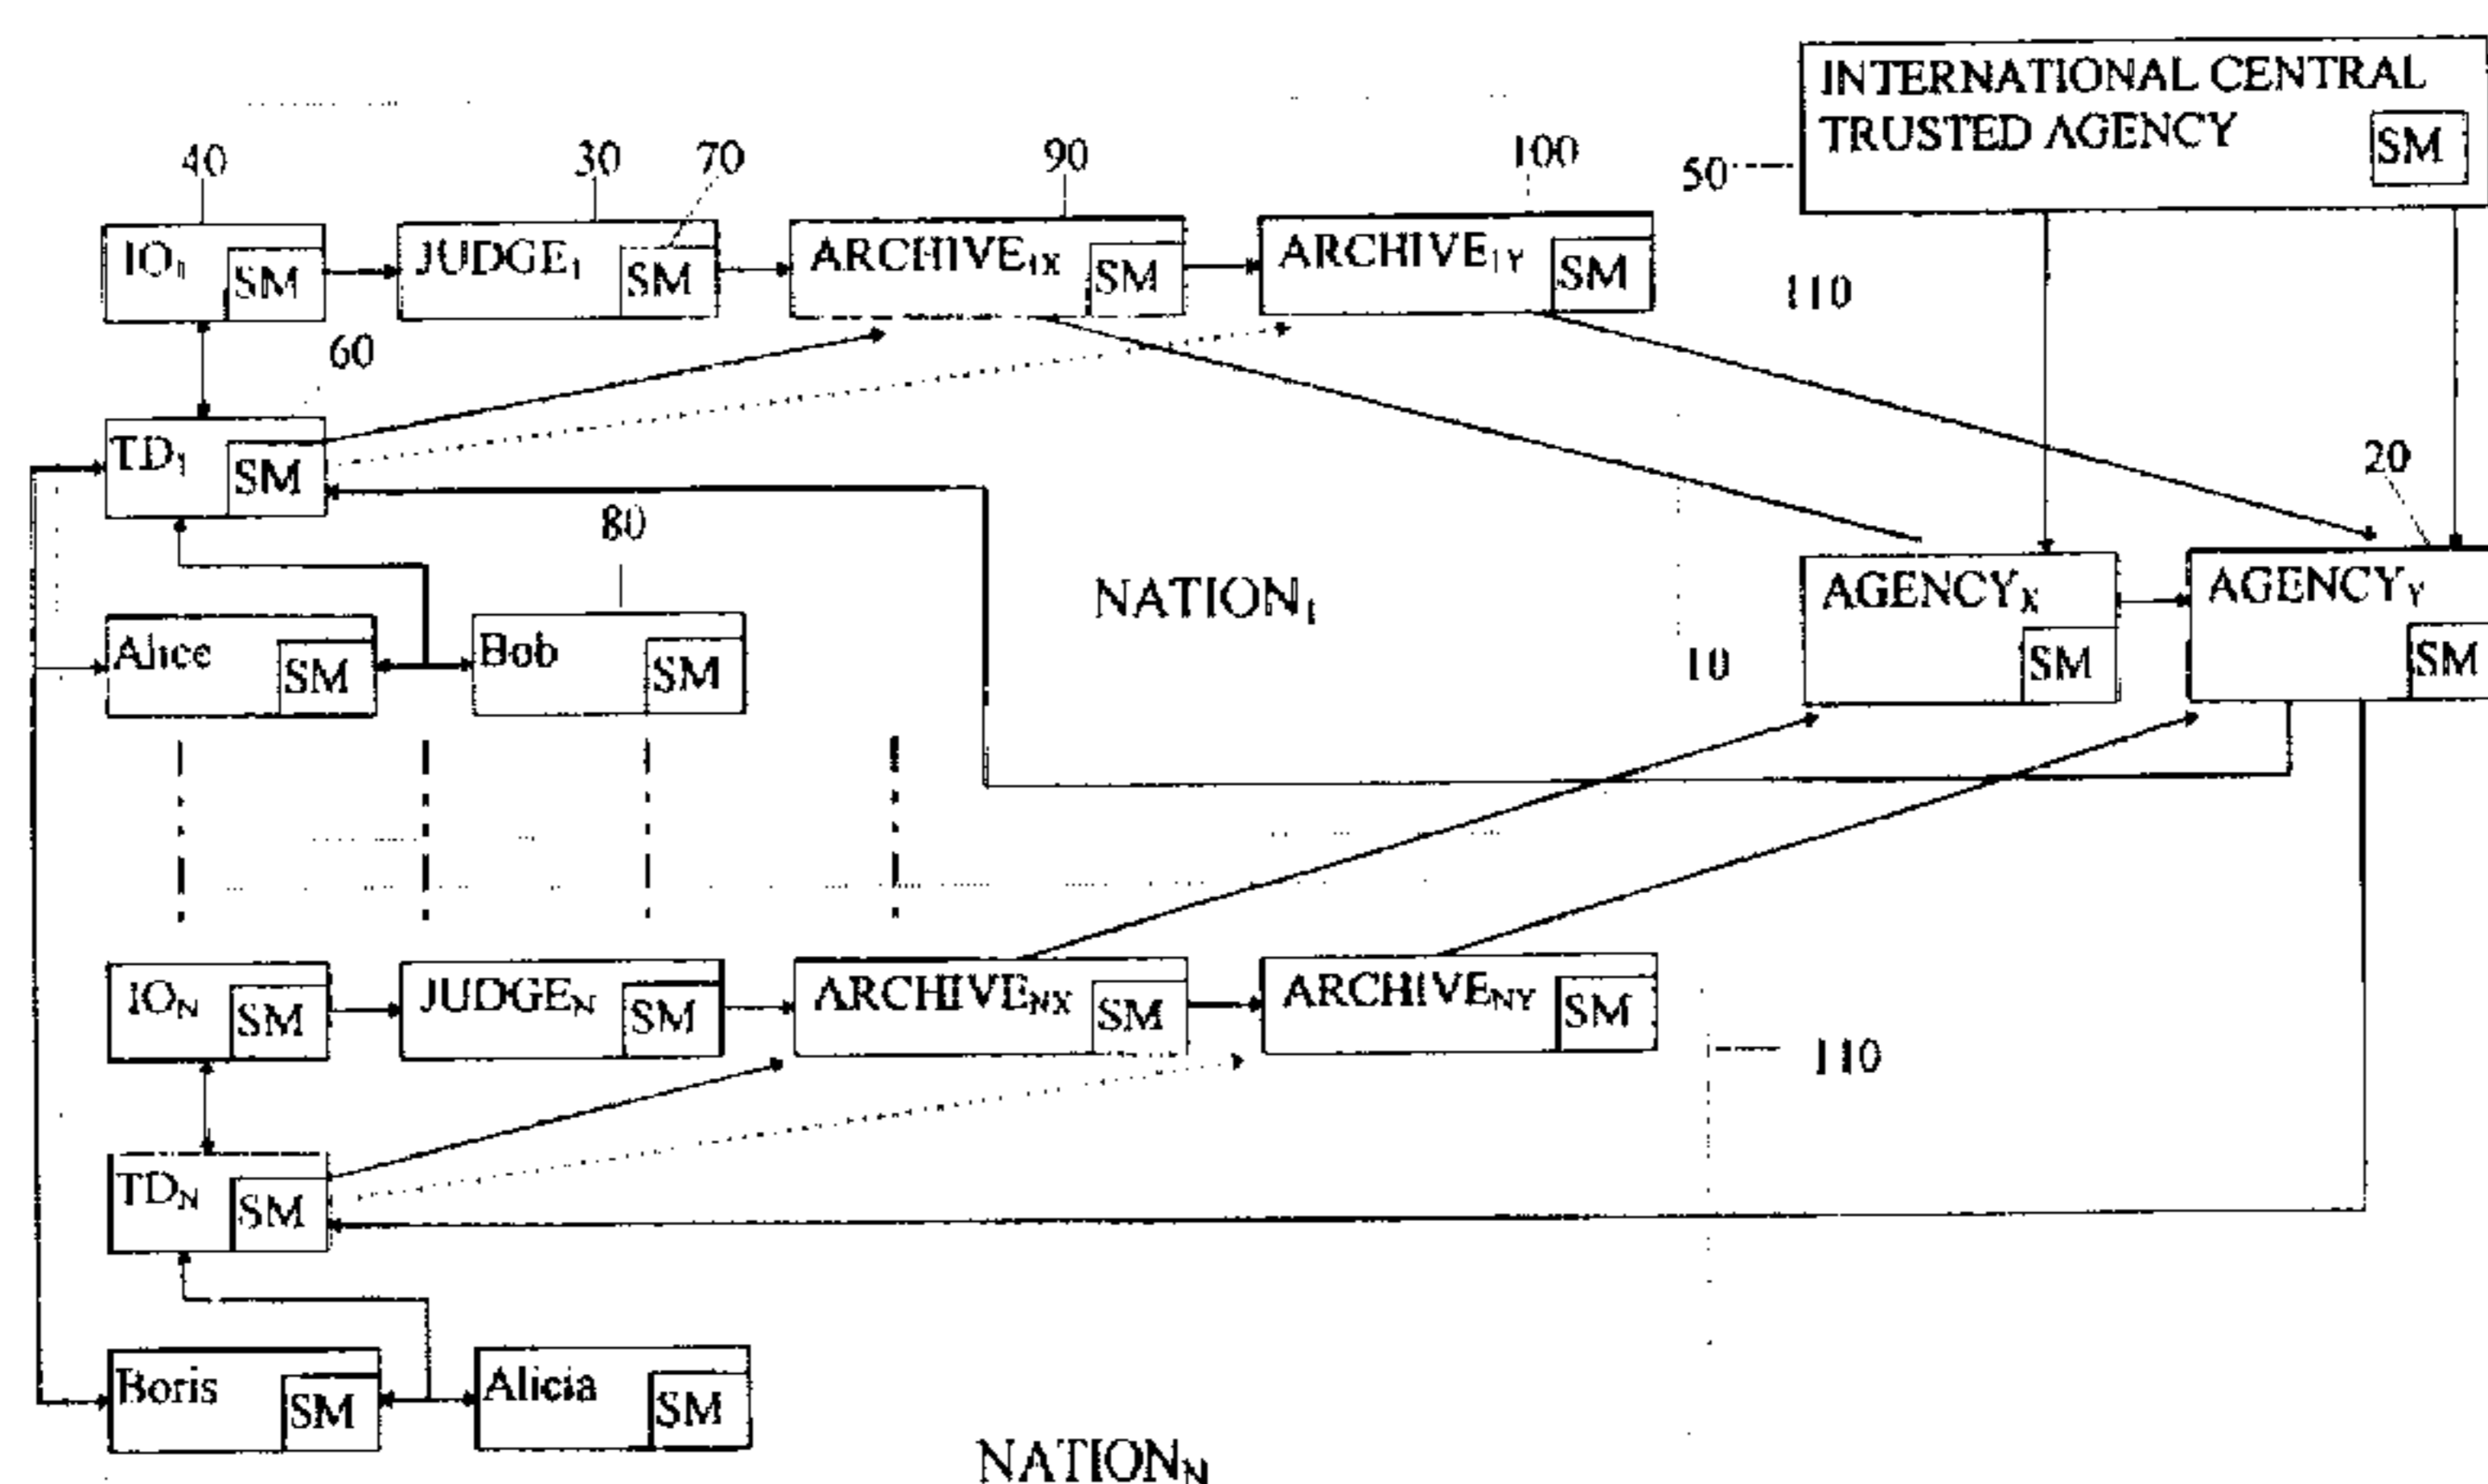 INTERNATIONAL CENTRAL
TRUSTED AGENCY
SM
50
40
30
70
90
100
IO₁
SM
JUDGE₁
SM
ARCHIVE₁X
SM
ARCHIVE₁Y
SM
110
60
TD₁
SM
20
80
NATION₁
AGENCYX
SM
AGENCYY
SM
Alice
SM
Bob
SM
10
ION
SM
JUDGEN
SM
ARCHIVENX
SM
ARCHIVENY
SM
110
TDN
SM
Boris
SM
Alicia
SM
NATIONN